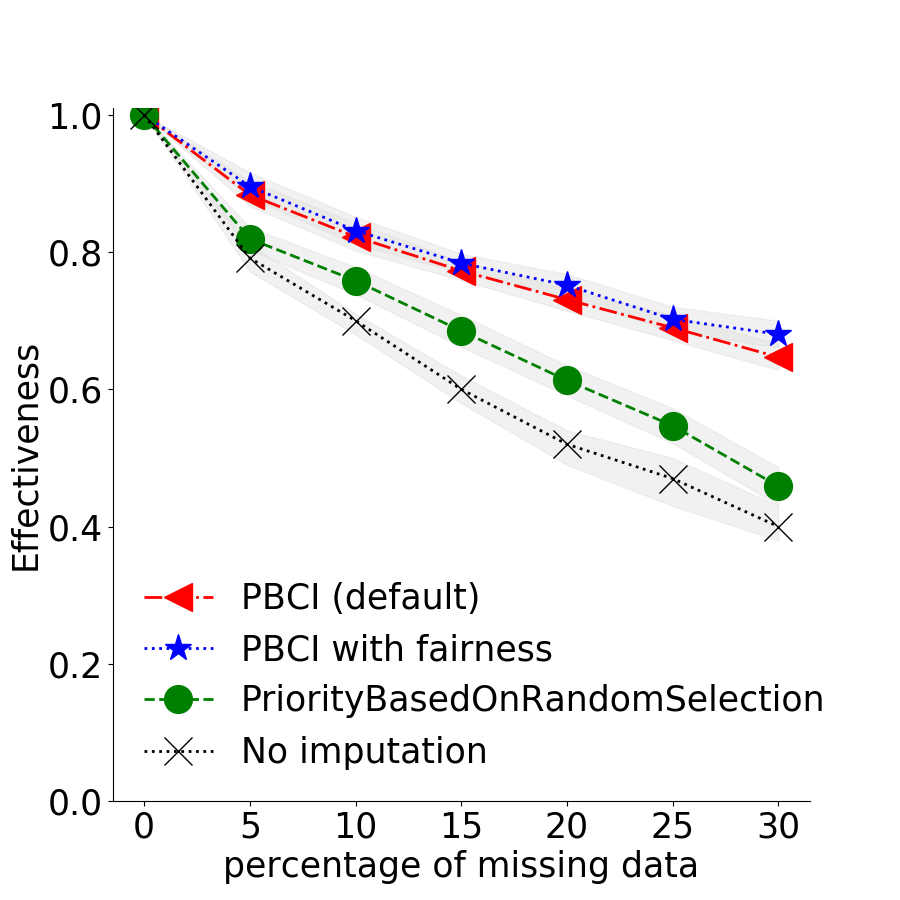 1.0
0.8
0.6
0.4
0.2
0.0
Effectiveness
PBCI (default)
PBCI with fairness
PriorityBasedOnRandomSelection
No imputation
0 5 10 15 20 25 30
percentage of missing data